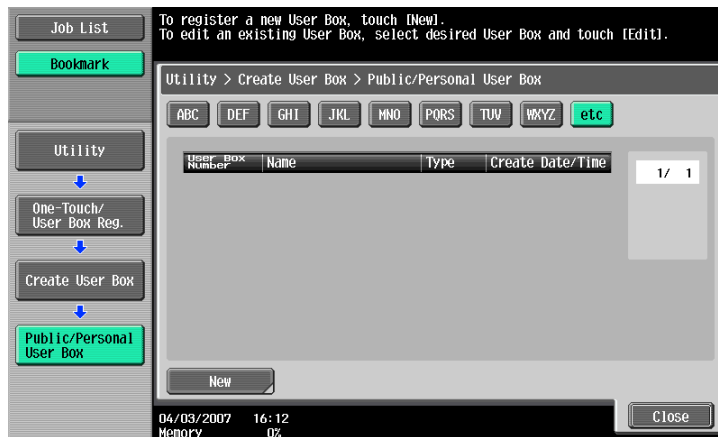 Job List
Bookmark
To register a new User Box, touch [New].
To edit an existing User Box, select desired User Box and touch [Edit].
Utility > Create User Box > Public/Personal User Box
ABC DEF GHI JKL MNO PQRS TUV WXYZ etc
Utility
One-Touch/
User Box Reg.
Create User Box
Public/Personal
User Box
User Box
Number Name Type Create Date/Time
1/ 1
New
Close
04/03/2007 16:12
Memory 0%